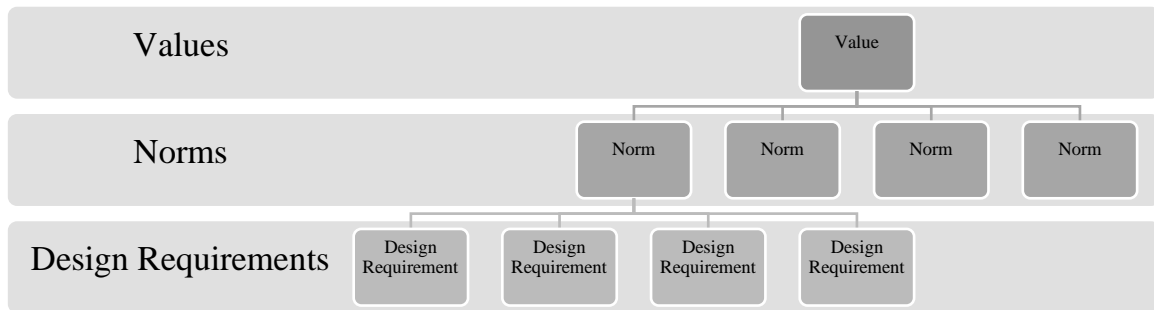 Values
Value
Norms
Norm
Norm
Norm
Norm
Design Requirements
Design
Requirement
Design
Requirement
Design
Requirement
Design
Requirement